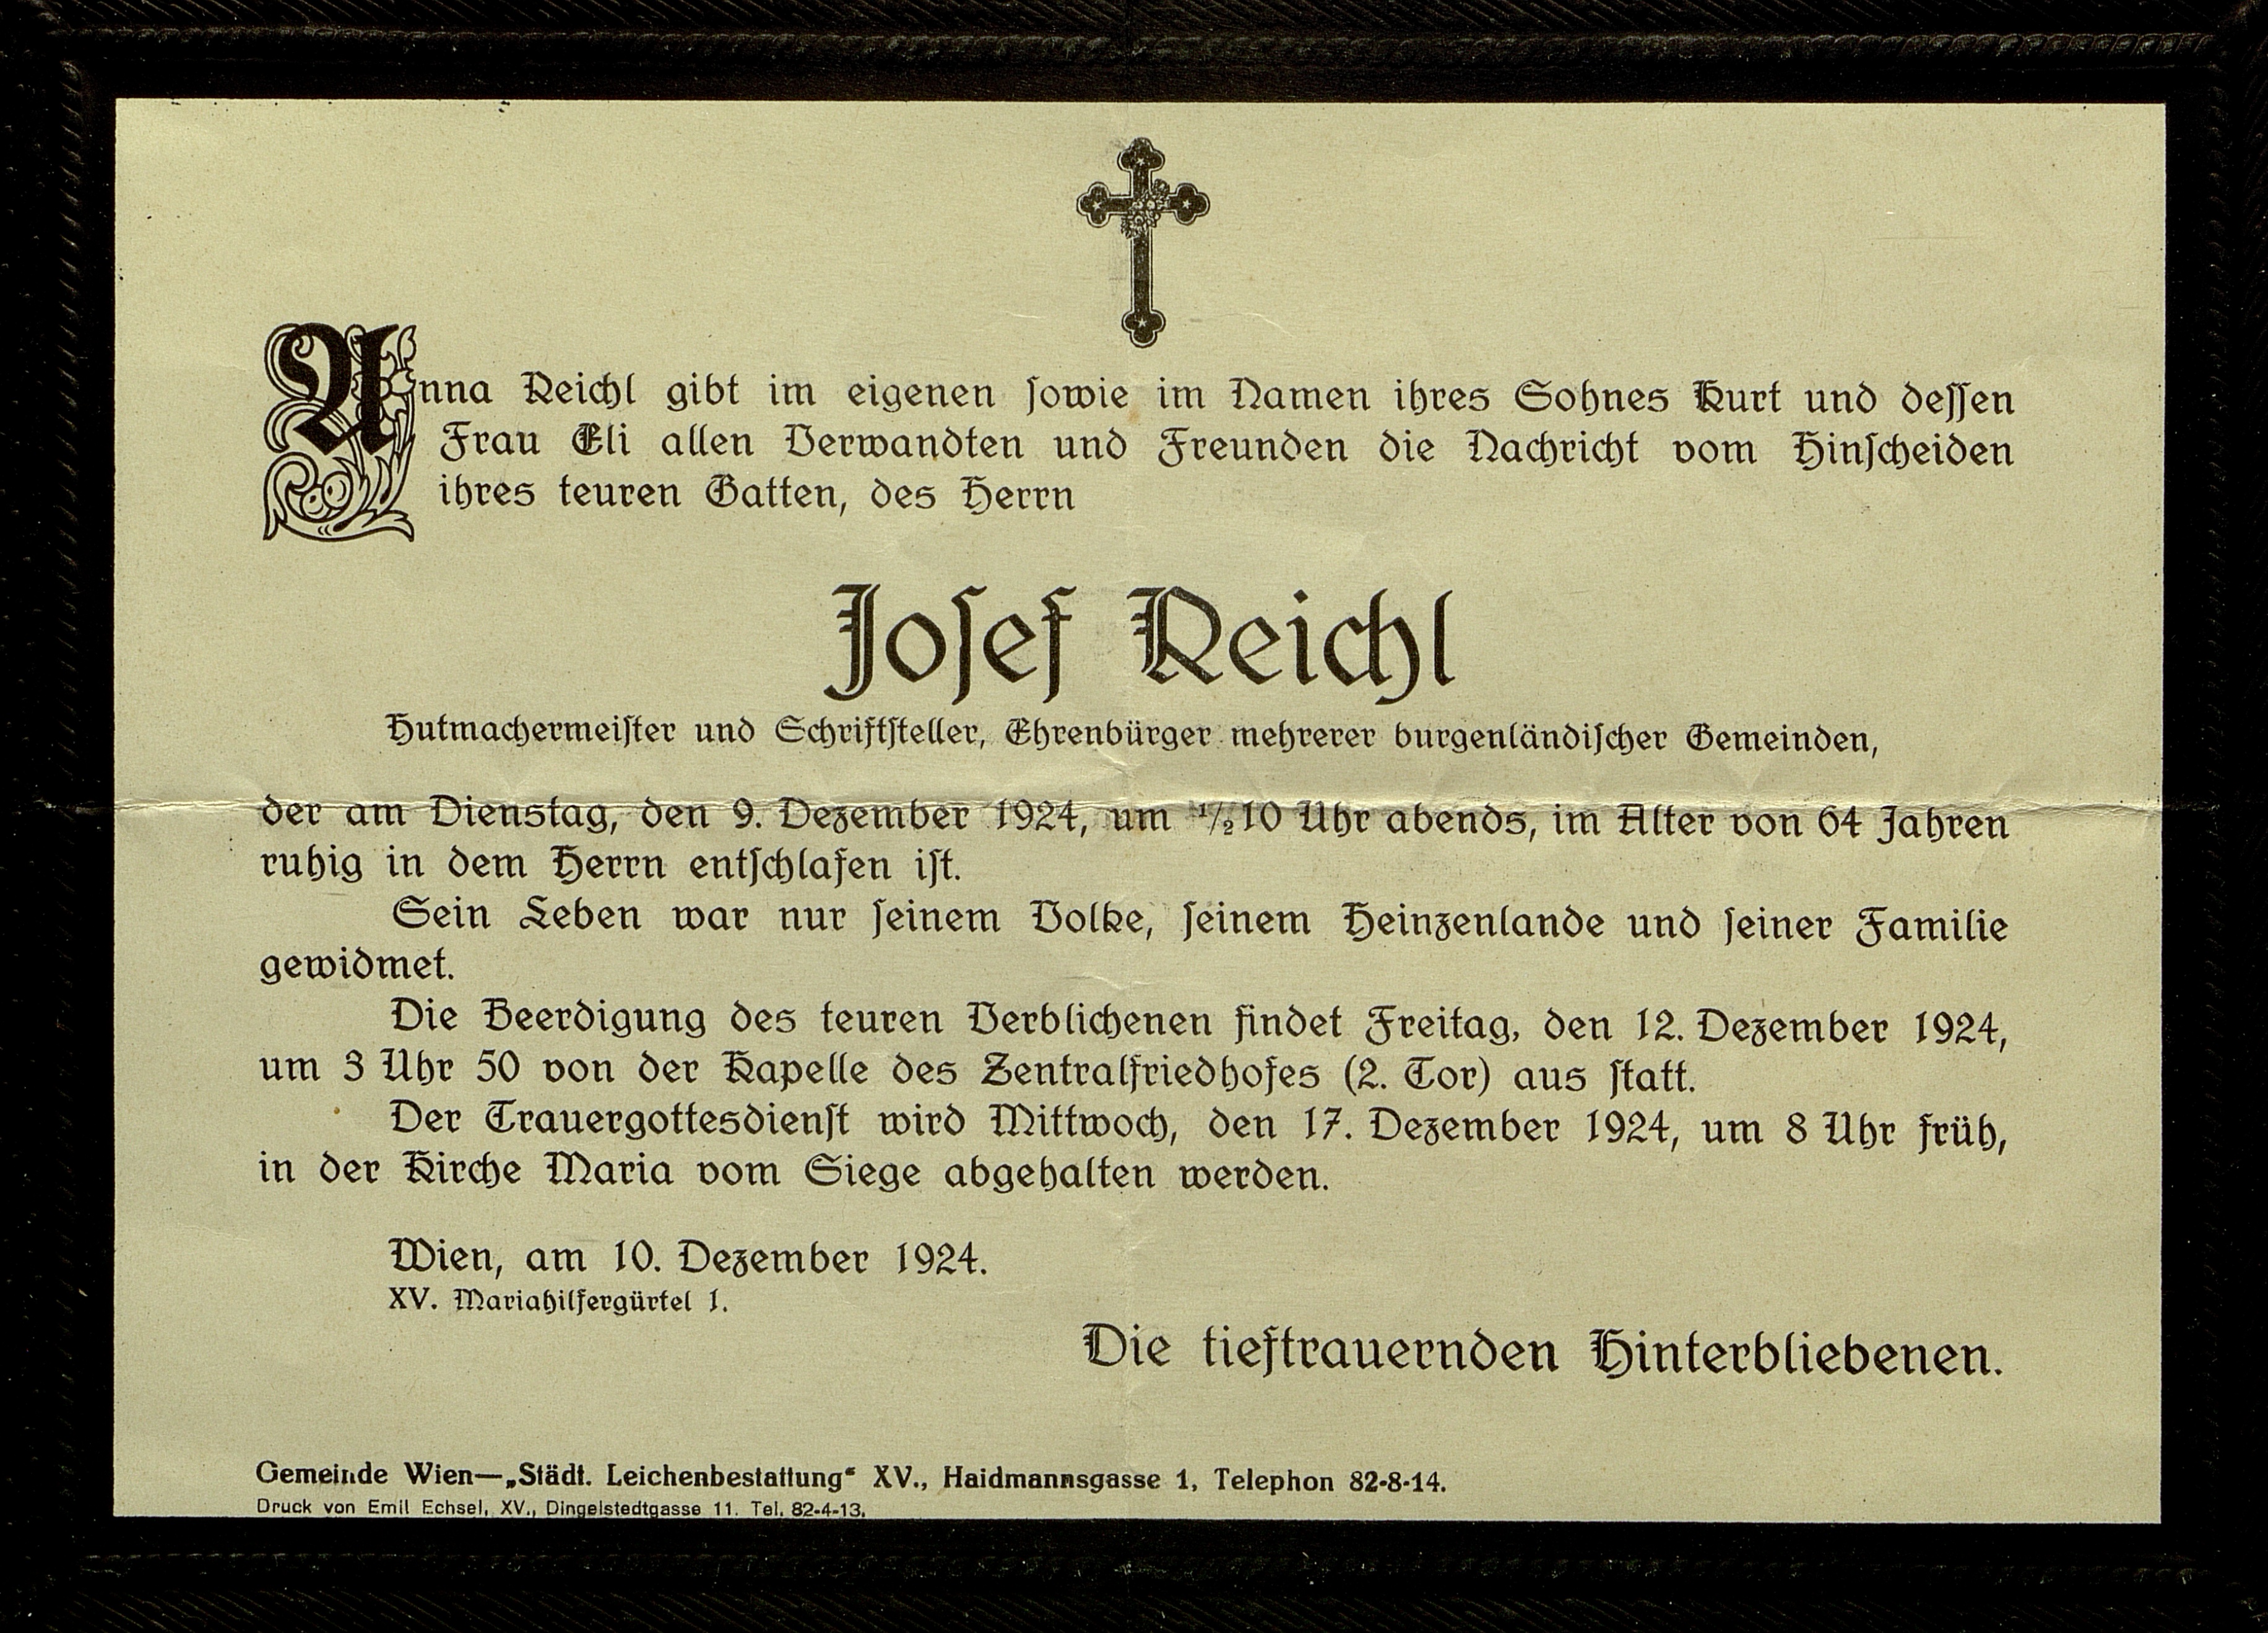 Anna Reichl gibt im eigenen sowie im Namen ihres Sohnes Kurt und dessen
Frau Eli allen Verwandten und Freunden die Nachricht vom Hinscheiden
ihres teuren Gatten, des Herrn
Josef Reichl
Hutmachermeister und Schriftsteller, Ehrenbürger mehrerer burgenländischer Gemeinden,
der am Dienstag, den 9. Dezember 1924, um ½10 Uhr abends, im Alter von 64 Jahren
ruhig in dem Herrn entschlafen ist.
Sein Leben war nur seinem Volke, seinem Heinzenlande und seiner Familie
gewidmet.
Die Beerdigung des teuren Verblichenen findet Freitag, den 12. Dezember 1924,
um 3 Uhr 50 von der Kapelle des Zentralfriedhofes (2. Tor) aus statt.
Der Trauergottesdienst wird Mittwoch, den 17. Dezember 1924, um 8 Uhr früh,
in der Kirche Maria vom Siege abgehalten werden.
Wien, am 10. Dezember 1924.
XV. Mariahilfergürtel 1.
Die tieftrauernden Hinterbliebenen.
Gemeinde Wien—„Städt. Leichenbestattung“ XV., Haidmannsgasse 1, Telephon 82-8-14.
Druck von Emil Echsel, XV., Dingelstedtgasse 11. Tel. 82-4-13.